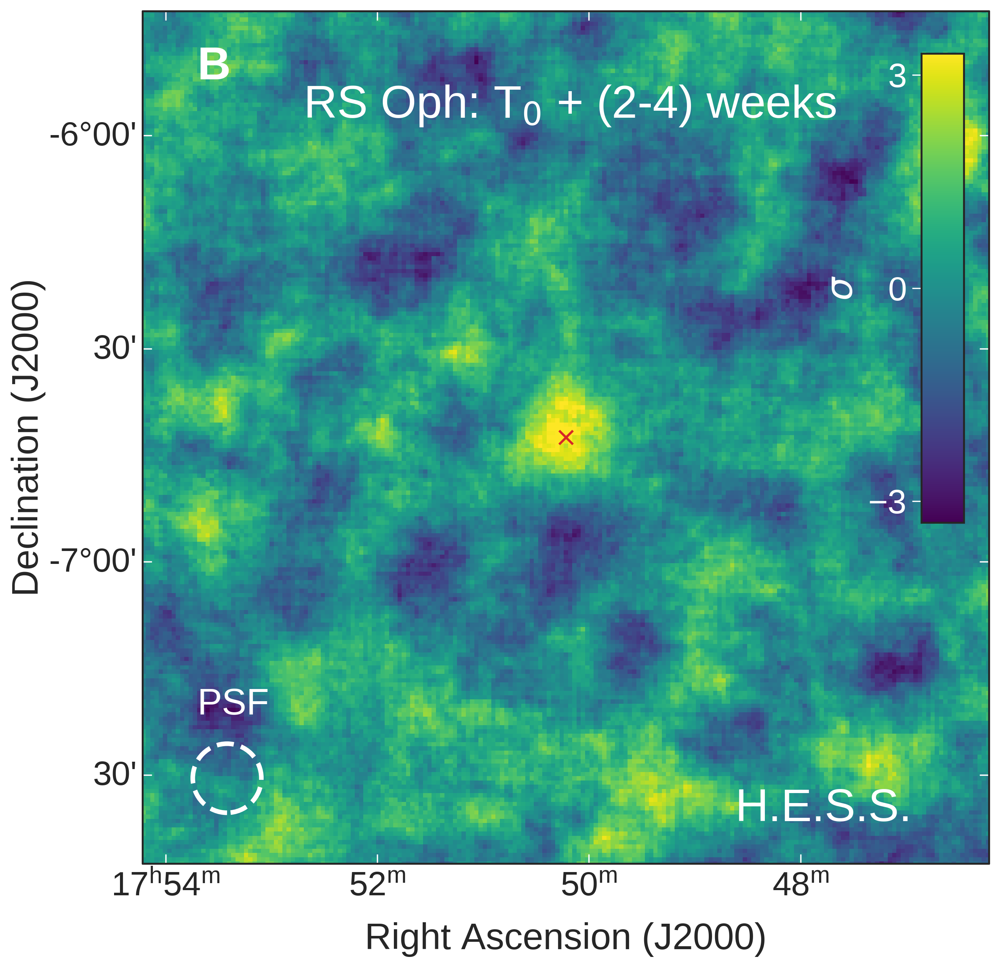 B
RS Oph: T₀ + (2-4) weeks
3
0
−3
σ
-6°00'
30'
-7°00'
30'
Declination (J2000)
PSF
H.E.S.S.
17ʰ54ᵐ 52ᵐ 50ᵐ 48ᵐ
Right Ascension (J2000)